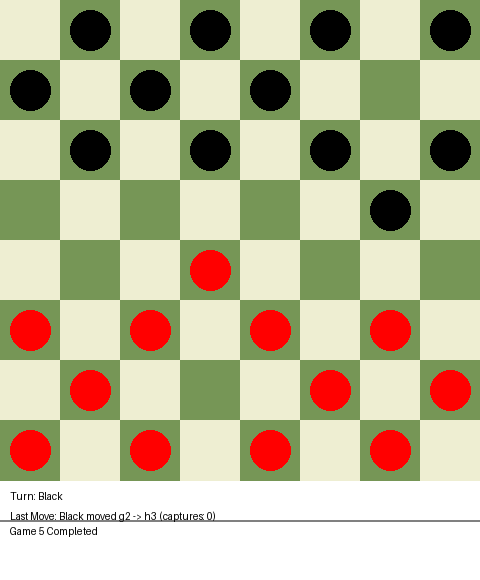 Turn: Black
Last Move: Black moved g2 -> h3 (captures: 0)
Game 5 Completed